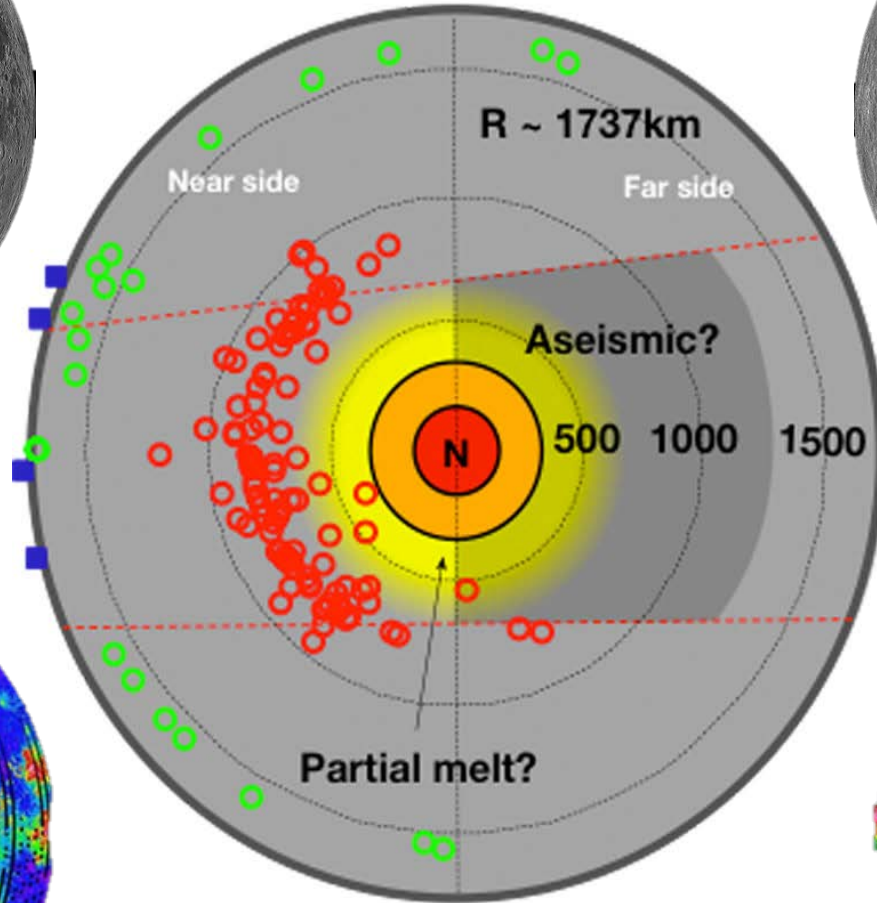 R ~ 1737km
Near side
Far side
Aseismic?
N
500 1000 1500
Partial melt?